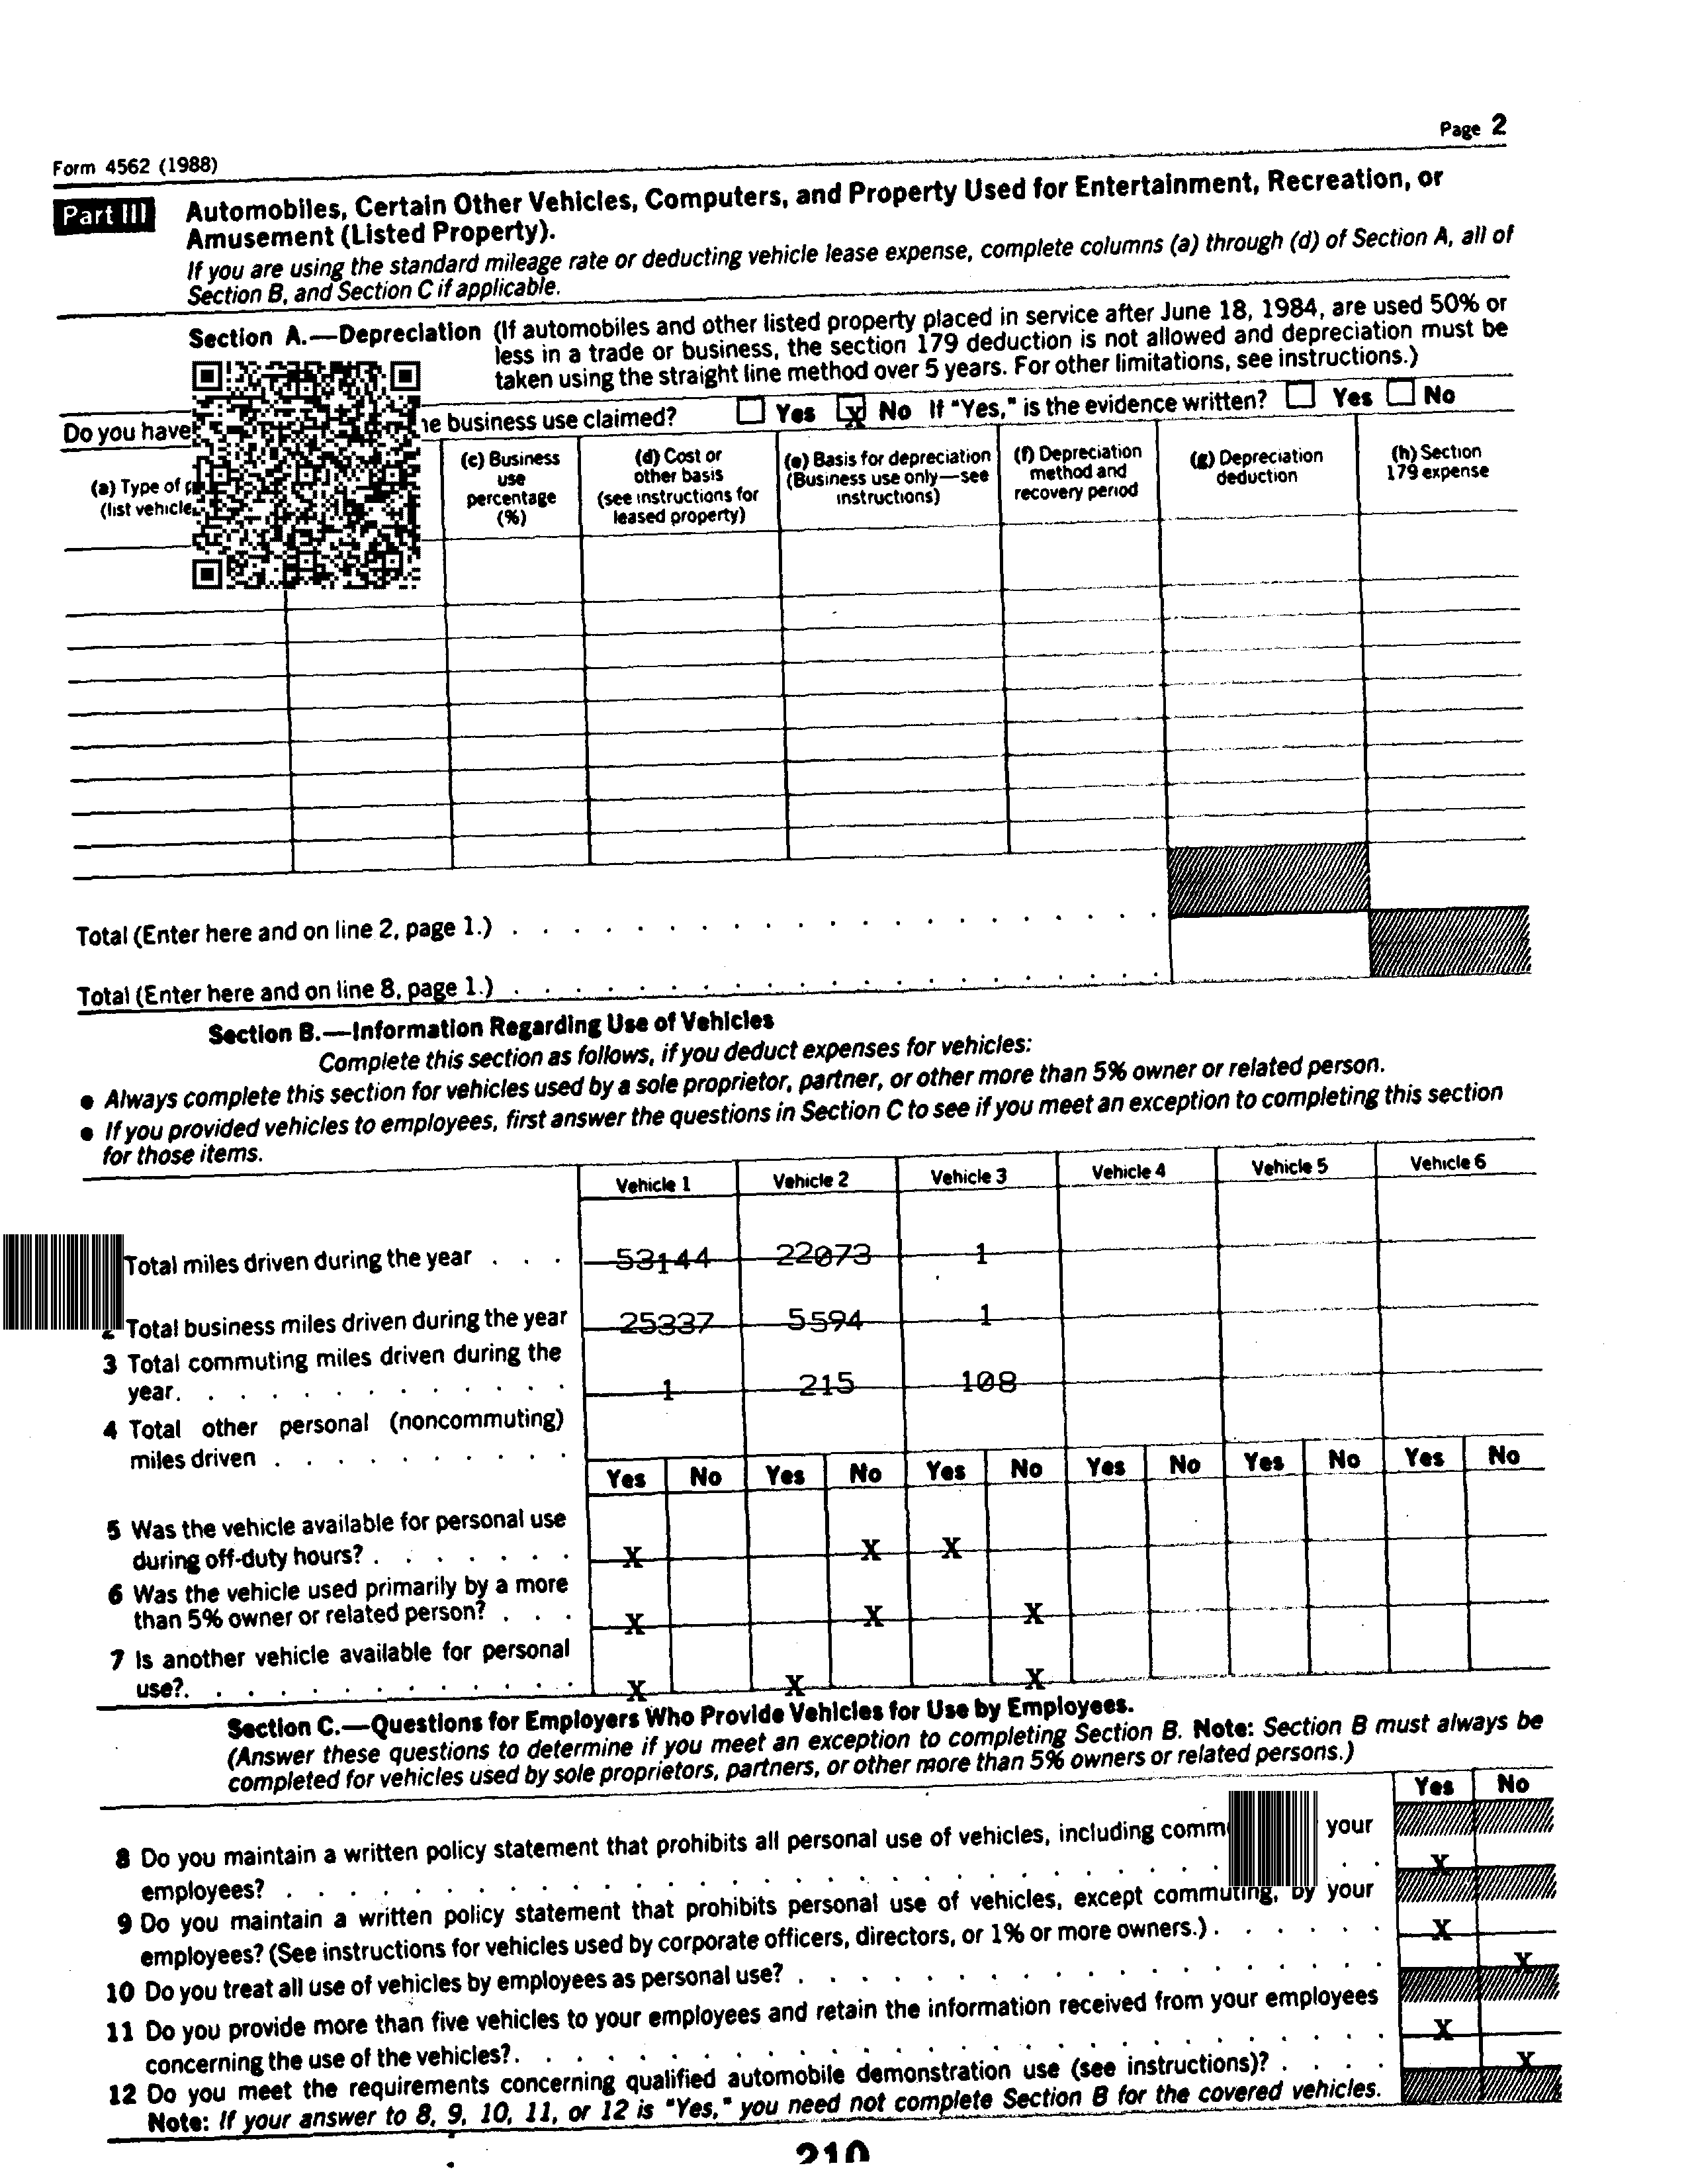 Page 2
Form 4562 (1988)
Part III Automobiles, Certain Other Vehicles, Computers, and Property Used for Entertainment, Recreation, or
Amusement (Listed Property).
If you are using the standard mileage rate or deducting vehicle lease expense, complete columns (a) through (d) of Section A, all of
Section B, and Section C if applicable.
Section A.—Depreciation (If automobiles and other listed property placed in service after June 18, 1984, are used 50% or
less in a trade or business, the section 179 deduction is not allowed and depreciation must be
taken using the straight line method over 5 years. For other limitations, see instructions.)
Do you have business use claimed? Yes X No If "Yes," is the evidence written? Yes No
(a) Type of
(list vehicle
(c) Business
use
percentage
(%)
(d) Cost or
other basis
(see instructions for
leased property)
(e) Basis for depreciation
(Business use only—see
instructions)
(f) Depreciation
method and
recovery period
(g) Depreciation
deduction
(h) Section
179 expense
Total (Enter here and on line 2, page 1.)
Total (Enter here and on line 8, page 1.)
Section B.—Information Regarding Use of Vehicles
Complete this section as follows, if you deduct expenses for vehicles:
● Always complete this section for vehicles used by a sole proprietor, partner, or other more than 5% owner or related person.
● If you provided vehicles to employees, first answer the questions in Section C to see if you meet an exception to completing this section
for those items.
Vehicle 1 Vehicle 2 Vehicle 3 Vehicle 4 Vehicle 5 Vehicle 6
Total miles driven during the year . . . 53144 22073 1
2 Total business miles driven during the year 25337 5594 1
3 Total commuting miles driven during the
year. . . . . . . . . . . . . 1 215 108
4 Total other personal (noncommuting)
miles driven . . . . . . . . . .
Yes No Yes No Yes No Yes No Yes No Yes No
5 Was the vehicle available for personal use
during off-duty hours? . . . . . . . X X X
6 Was the vehicle used primarily by a more
than 5% owner or related person? . . . X X X
7 Is another vehicle available for personal
use?. . . . . . . . . . . . . X X X
Section C.—Questions for Employers Who Provide Vehicles for Use by Employees.
(Answer these questions to determine if you meet an exception to completing Section B. Note: Section B must always be
completed for vehicles used by sole proprietors, partners, or other more than 5% owners or related persons.)
Yes No
8 Do you maintain a written policy statement that prohibits all personal use of vehicles, including your
employees? X
9 Do you maintain a written policy statement that prohibits personal use of vehicles, except commuting, by your
employees? (See instructions for vehicles used by corporate officers, directors, or 1% or more owners.) . . . . . . X
10 Do you treat all use of vehicles by employees as personal use? X
11 Do you provide more than five vehicles to your employees and retain the information received from your employees
concerning the use of the vehicles?. X
12 Do you meet the requirements concerning qualified automobile demonstration use (see instructions)? . . . . X
Note: If your answer to 8, 9, 10, 11, or 12 is "Yes," you need not complete Section B for the covered vehicles.
210